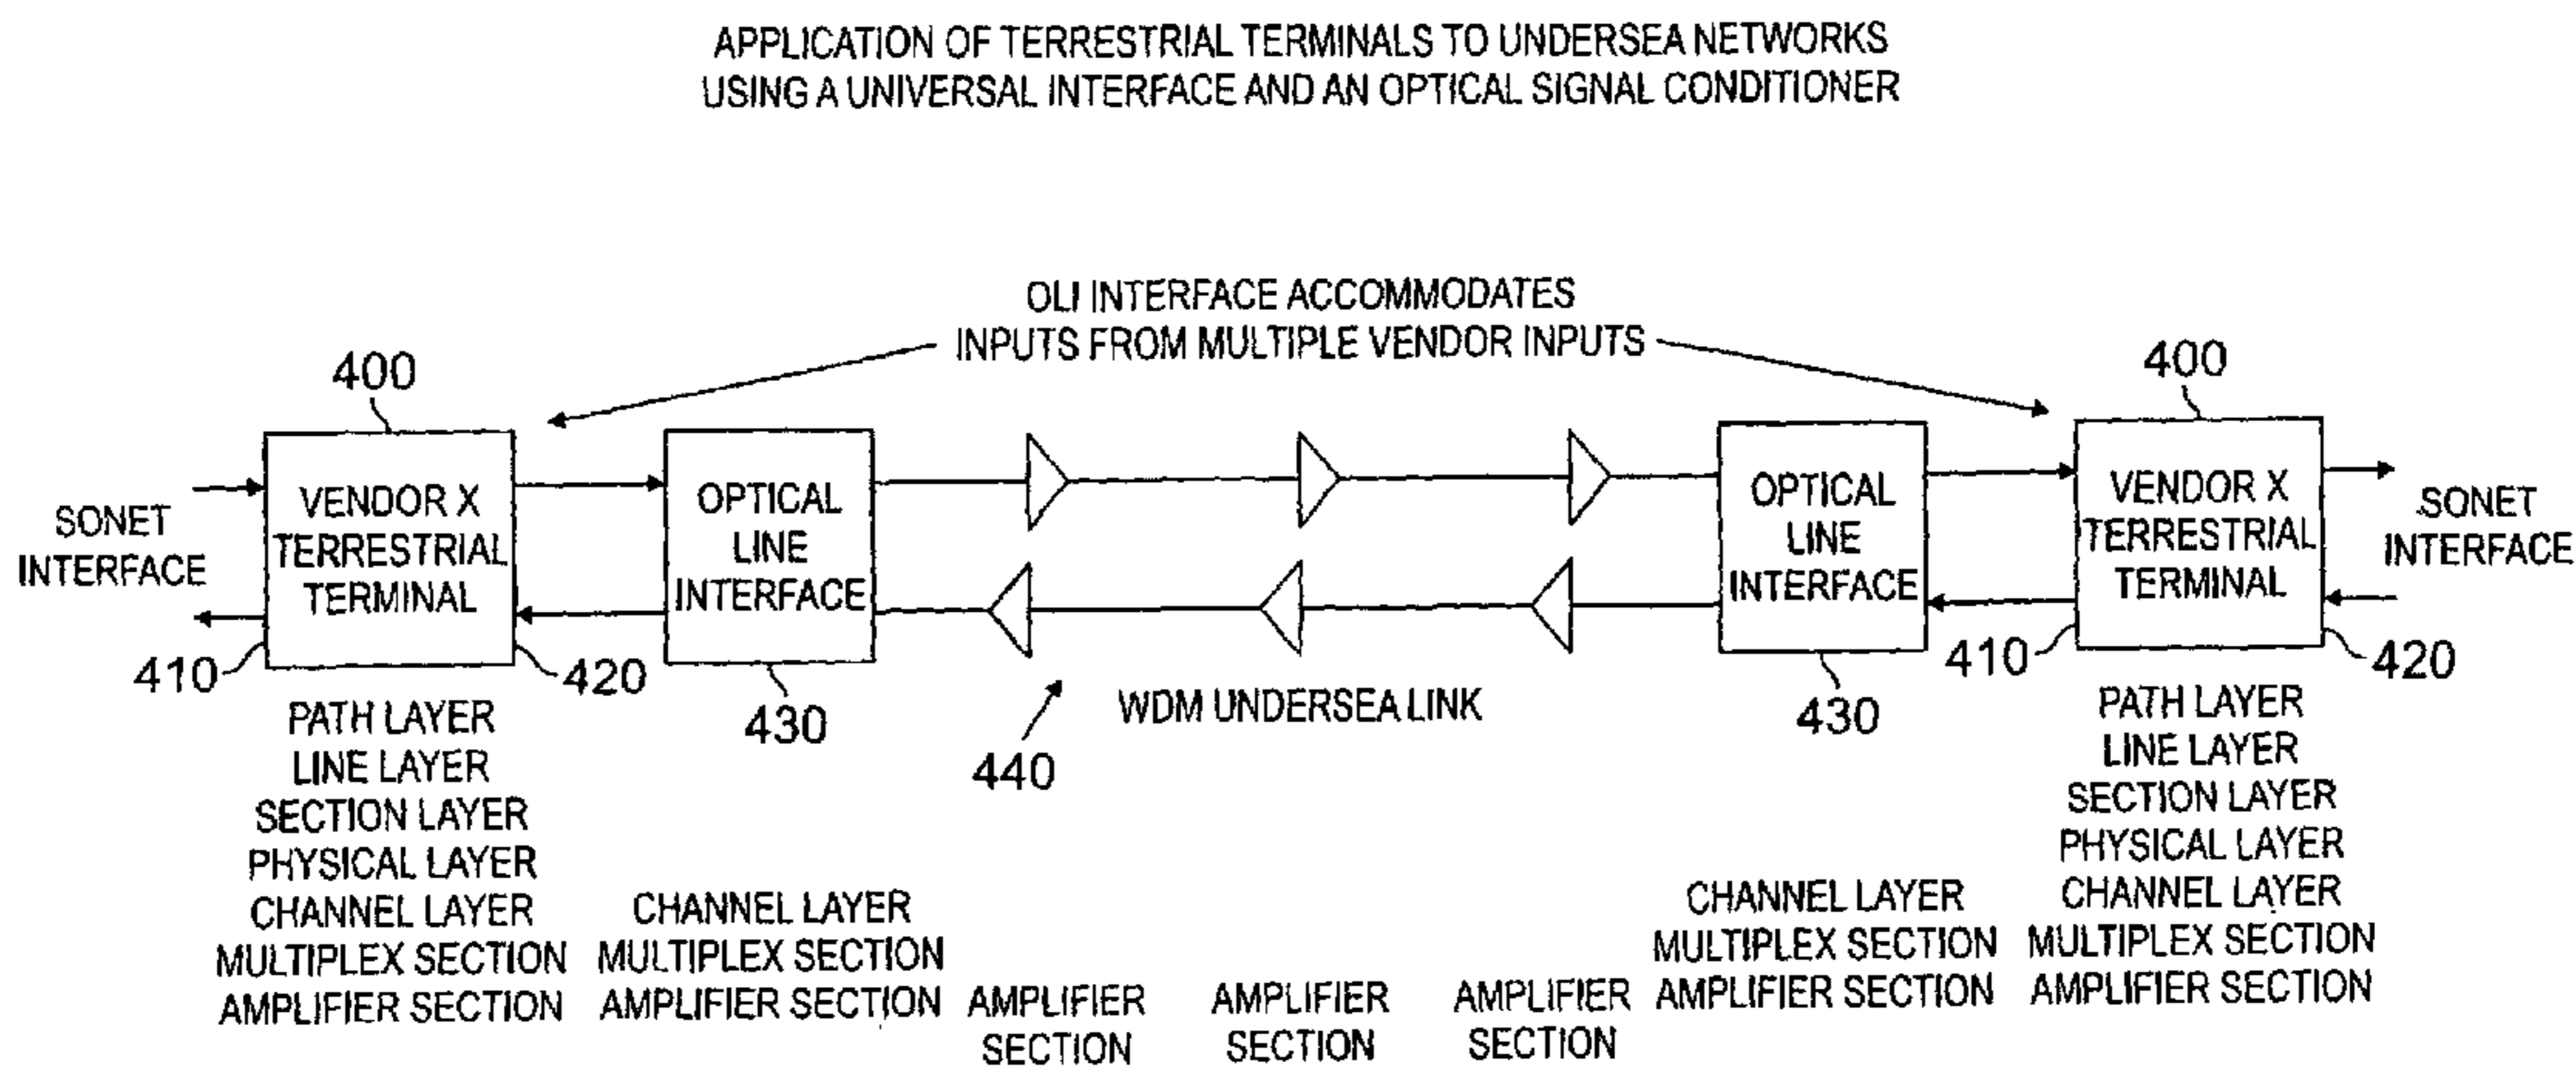 APPLICATION OF TERRESTRIAL TERMINALS TO UNDERSEA NETWORKS
USING A UNIVERSAL INTERFACE AND AN OPTICAL SIGNAL CONDITIONER
OLI INTERFACE ACCOMMODATES
INPUTS FROM MULTIPLE VENDOR INPUTS
400
400
SONET
INTERFACE
VENDOR X
TERRESTRIAL
TERMINAL
OPTICAL
LINE
INTERFACE
OPTICAL
LINE
INTERFACE
VENDOR X
TERRESTRIAL
TERMINAL
SONET
INTERFACE
410
420
430
440
WDM UNDERSEA LINK
430
410
420
PATH LAYER
LINE LAYER
SECTION LAYER
PHYSICAL LAYER
CHANNEL LAYER
MULTIPLEX SECTION
AMPLIFIER SECTION
CHANNEL LAYER
MULTIPLEX SECTION
AMPLIFIER SECTION
AMPLIFIER
SECTION
AMPLIFIER
SECTION
AMPLIFIER
SECTION
CHANNEL LAYER
MULTIPLEX SECTION
AMPLIFIER SECTION
PATH LAYER
LINE LAYER
SECTION LAYER
PHYSICAL LAYER
CHANNEL LAYER
MULTIPLEX SECTION
AMPLIFIER SECTION